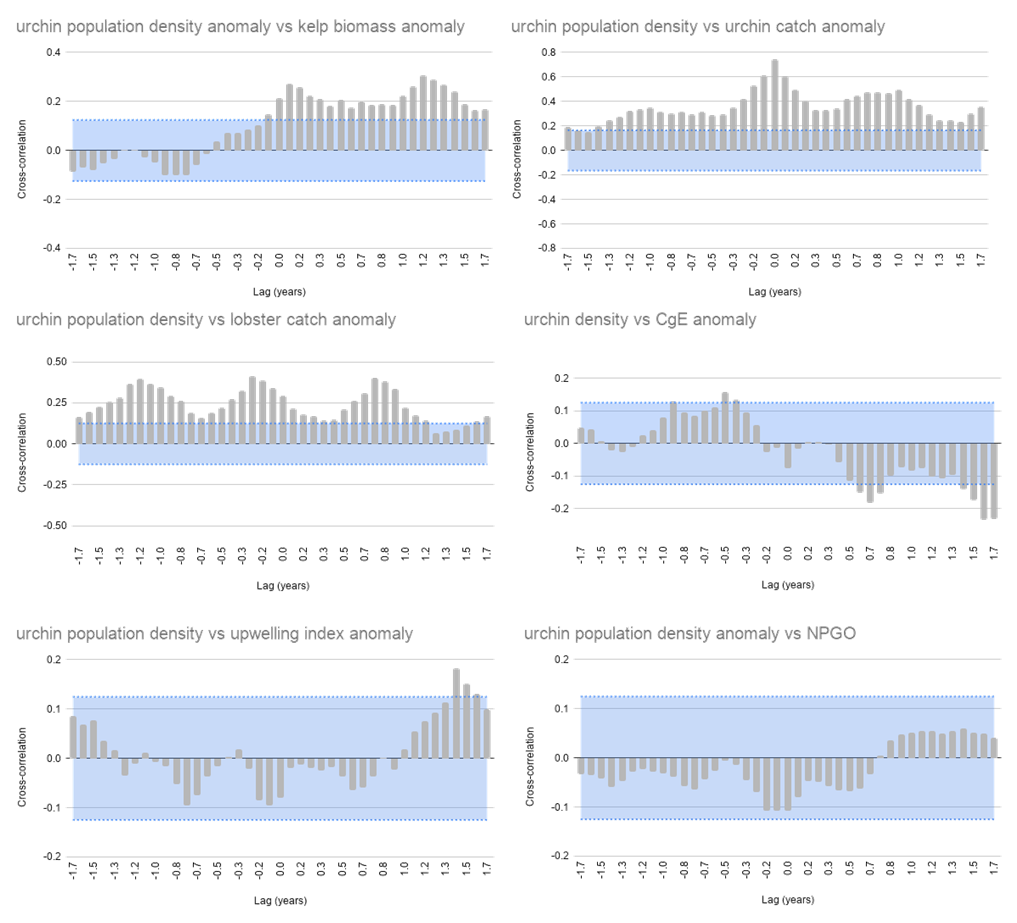 urchin population density anomaly vs kelp biomass anomaly
0.4
0.2
0.0
-0.2
-0.4
Cross-correlation
-1.7 -1.5 -1.3 -1.2 -1.0 -0.8 -0.7 -0.5 -0.3 -0.2 0.0 0.2 0.3 0.5 0.7 0.8 1.0 1.2 1.3 1.5 1.7
Lag (years)
urchin population density vs urchin catch anomaly
0.8
0.6
0.4
0.2
0.0
-0.2
-0.4
-0.6
-0.8
Cross-correlation
-1.7 -1.5 -1.3 -1.2 -1.0 -0.8 -0.7 -0.5 -0.3 -0.2 0.0 0.2 0.3 0.5 0.7 0.8 1.0 1.2 1.3 1.5 1.7
Lag (years)
urchin population density vs lobster catch anomaly
0.50
0.25
0.00
-0.25
-0.50
Cross-correlation
-1.7 -1.5 -1.3 -1.2 -1.0 -0.8 -0.7 -0.5 -0.3 -0.2 0.0 0.2 0.3 0.5 0.7 0.8 1.0 1.2 1.3 1.5 1.7
Lag (years)
urchin density vs CgE anomaly
0.2
0.1
0.0
-0.1
-0.2
Cross-correlation
-1.7 -1.5 -1.3 -1.2 -1.0 -0.8 -0.7 -0.5 -0.3 -0.2 0.0 0.2 0.3 0.5 0.7 0.8 1.0 1.2 1.3 1.5 1.7
Lag (years)
urchin population density vs upwelling index anomaly
0.2
0.1
0.0
-0.1
-0.2
Cross-correlation
-1.7 -1.5 -1.3 -1.2 -1.0 -0.8 -0.7 -0.5 -0.3 -0.2 0.0 0.2 0.3 0.5 0.7 0.8 1.0 1.2 1.3 1.5 1.7
Lag (years)
urchin population density anomaly vs NPGO
0.2
0.1
0.0
-0.1
-0.2
Cross-correlation
-1.7 -1.5 -1.3 -1.2 -1.0 -0.8 -0.7 -0.5 -0.3 -0.2 0.0 0.2 0.3 0.5 0.7 0.8 1.0 1.2 1.3 1.5 1.7
Lag (years)